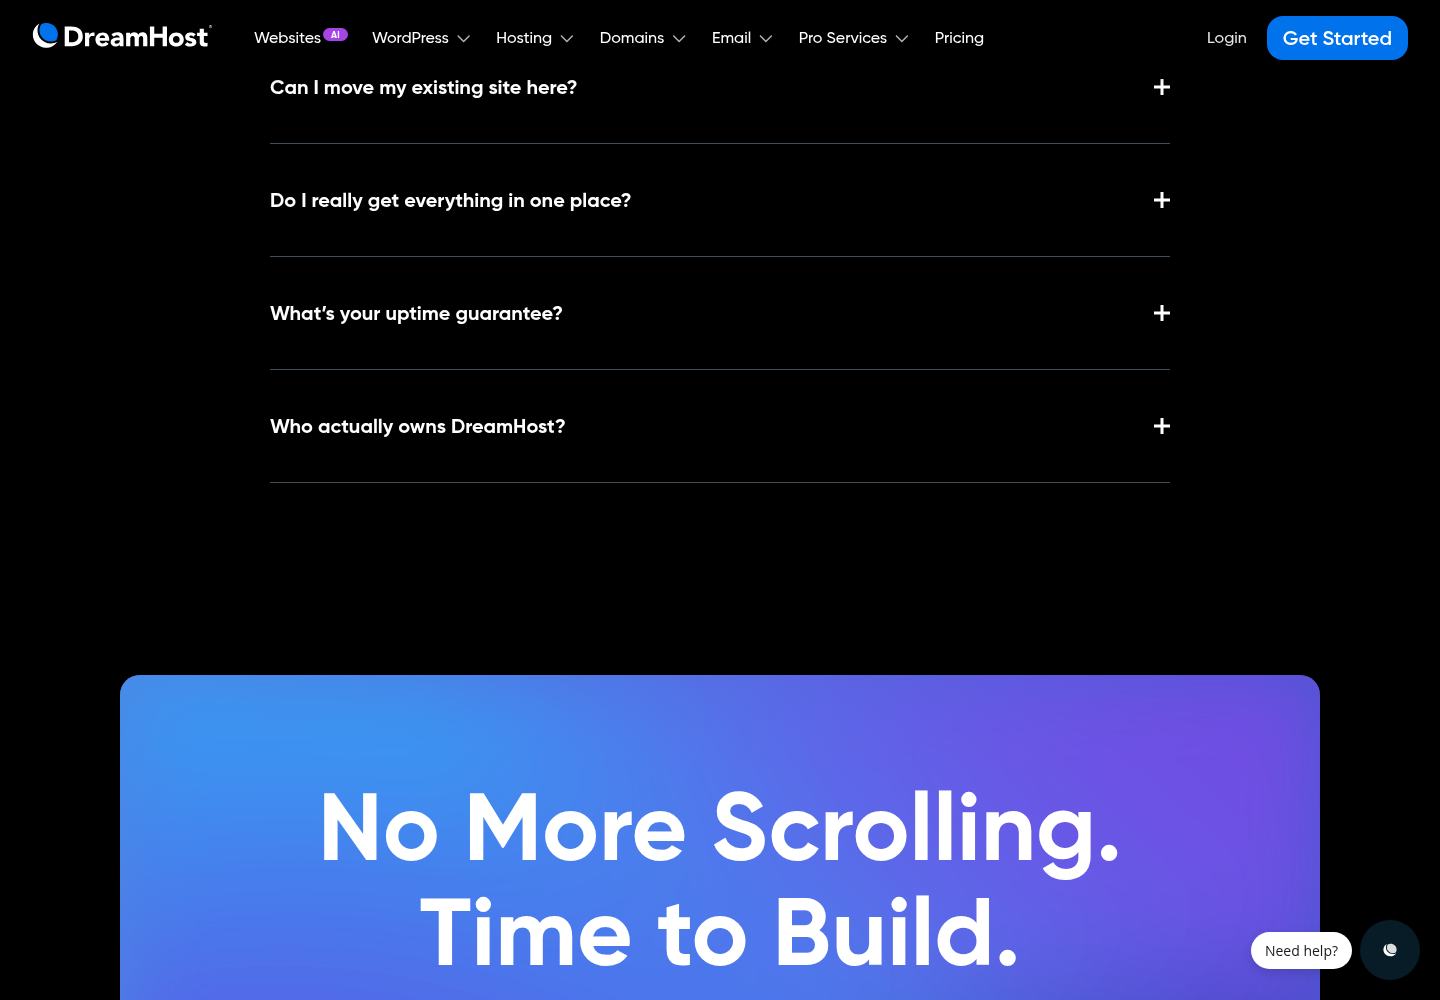 DreamHost
Websites AI
WordPress
Hosting
Domains
Email
Pro Services
Pricing
Login
Get Started
Can I move my existing site here?
Do I really get everything in one place?
What’s your uptime guarantee?
Who actually owns DreamHost?
No More Scrolling.
Time to Build.
Need help?